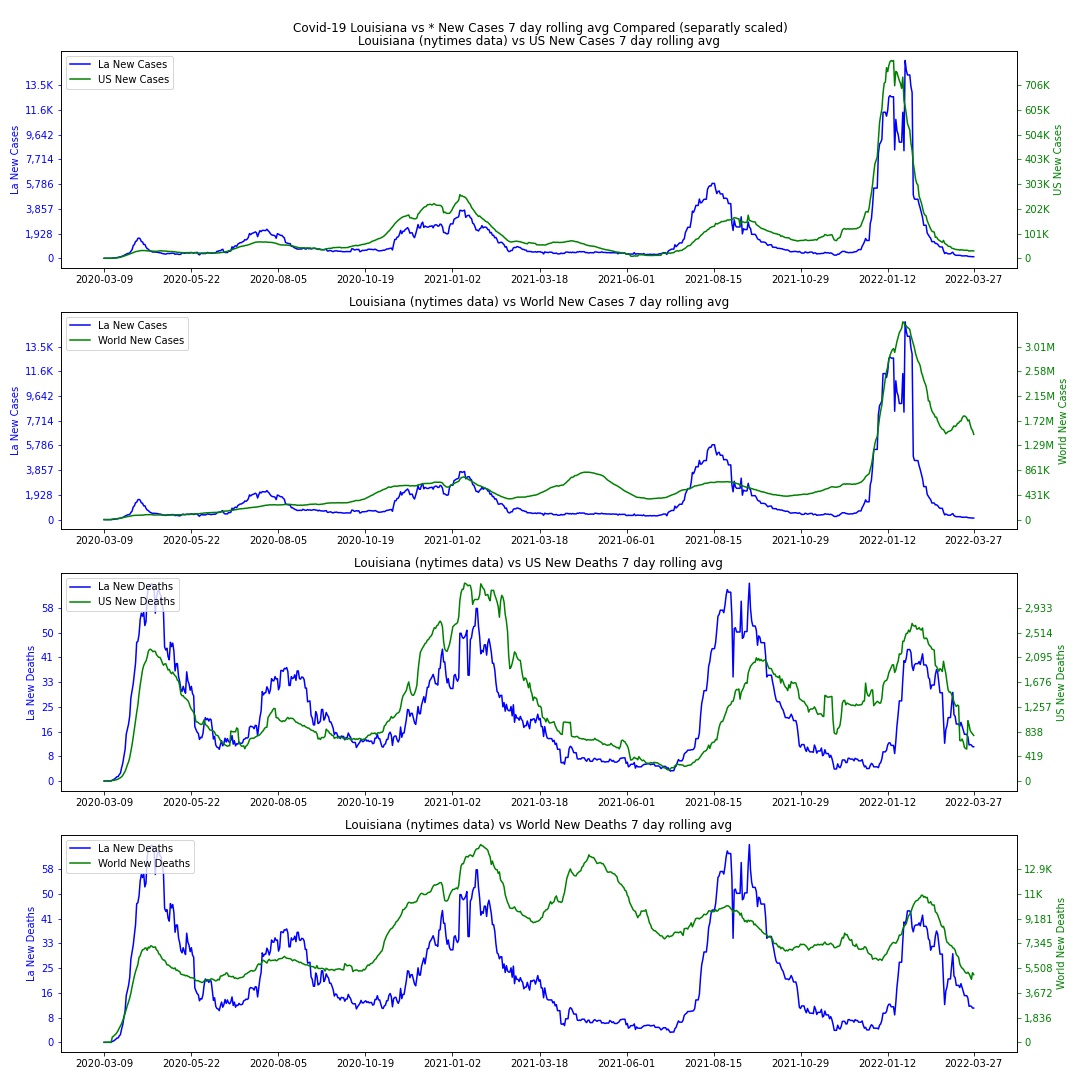 Covid-19 Louisiana vs * New Cases 7 day rolling avg Compared (separatly scaled)
Louisiana (nytimes data) vs US New Cases 7 day rolling avg
La New Cases
US New Cases
13.5K
11.6K
9,642
7,714
5,786
3,857
1,928
0
La New Cases
706K
605K
504K
403K
303K
202K
101K
0
US New Cases
2020-03-09 2020-05-22 2020-08-05 2020-10-19 2021-01-02 2021-03-18 2021-06-01 2021-08-15 2021-10-29 2022-01-12 2022-03-27
Louisiana (nytimes data) vs World New Cases 7 day rolling avg
La New Cases
World New Cases
13.5K
11.6K
9,642
7,714
5,786
3,857
1,928
0
La New Cases
3.01M
2.58M
2.15M
1.72M
1.29M
861K
431K
0
World New Cases
2020-03-09 2020-05-22 2020-08-05 2020-10-19 2021-01-02 2021-03-18 2021-06-01 2021-08-15 2021-10-29 2022-01-12 2022-03-27
Louisiana (nytimes data) vs US New Deaths 7 day rolling avg
La New Deaths
US New Deaths
58
50
41
33
25
16
8
0
La New Deaths
2,933
2,514
2,095
1,676
1,257
838
419
0
US New Deaths
2020-03-09 2020-05-22 2020-08-05 2020-10-19 2021-01-02 2021-03-18 2021-06-01 2021-08-15 2021-10-29 2022-01-12 2022-03-27
Louisiana (nytimes data) vs World New Deaths 7 day rolling avg
La New Deaths
World New Deaths
58
50
41
33
25
16
8
0
La New Deaths
12.9K
11K
9,181
7,345
5,508
3,672
1,836
0
World New Deaths
2020-03-09 2020-05-22 2020-08-05 2020-10-19 2021-01-02 2021-03-18 2021-06-01 2021-08-15 2021-10-29 2022-01-12 2022-03-27